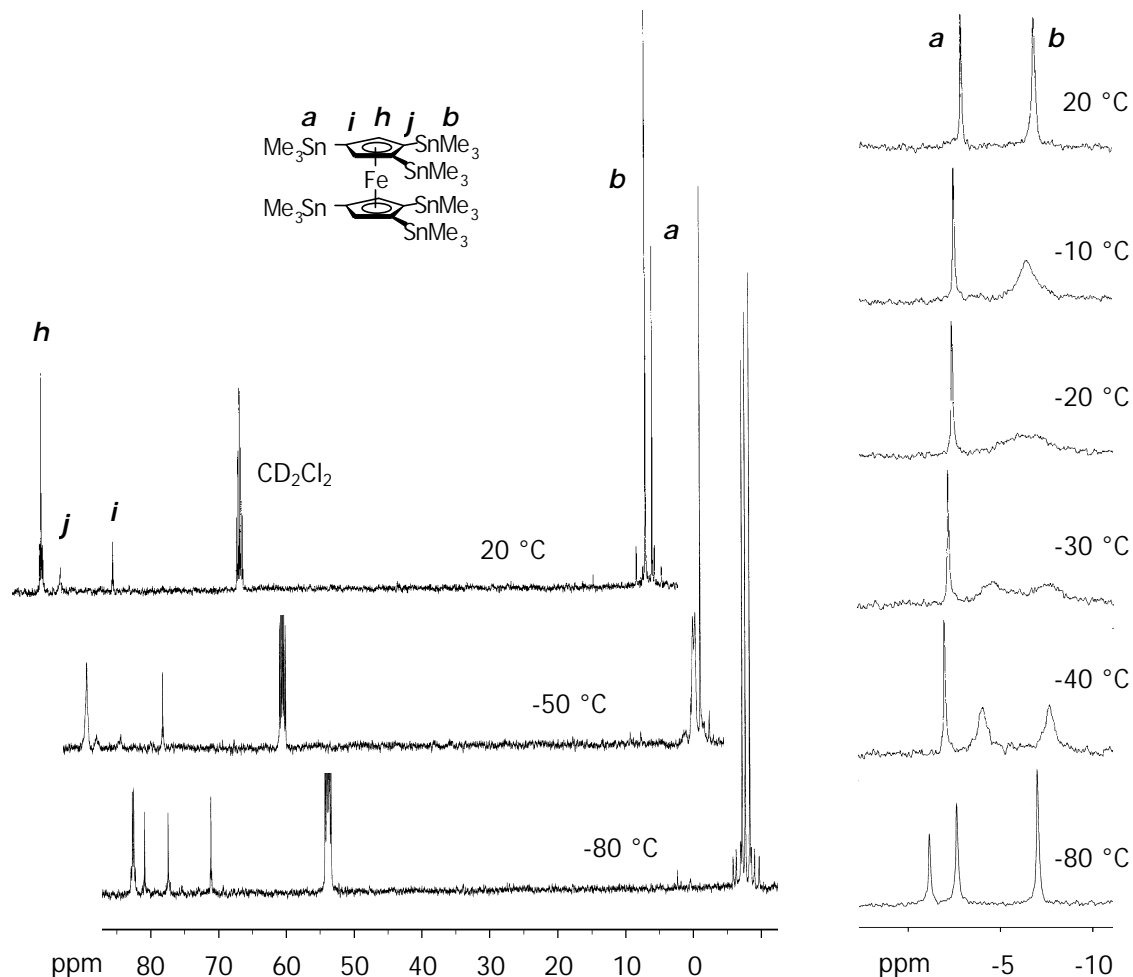 a i h j b
Me3Sn SnMe3
SnMe3
Fe
Me3Sn SnMe3
SnMe3
b
a
h
j
i
CD2Cl2
20 °C
-50 °C
-80 °C
ppm 80 70 60 50 40 30 20 10 0
a b
20 °C
-10 °C
-20 °C
-30 °C
-40 °C
-80 °C
ppm -5 -10